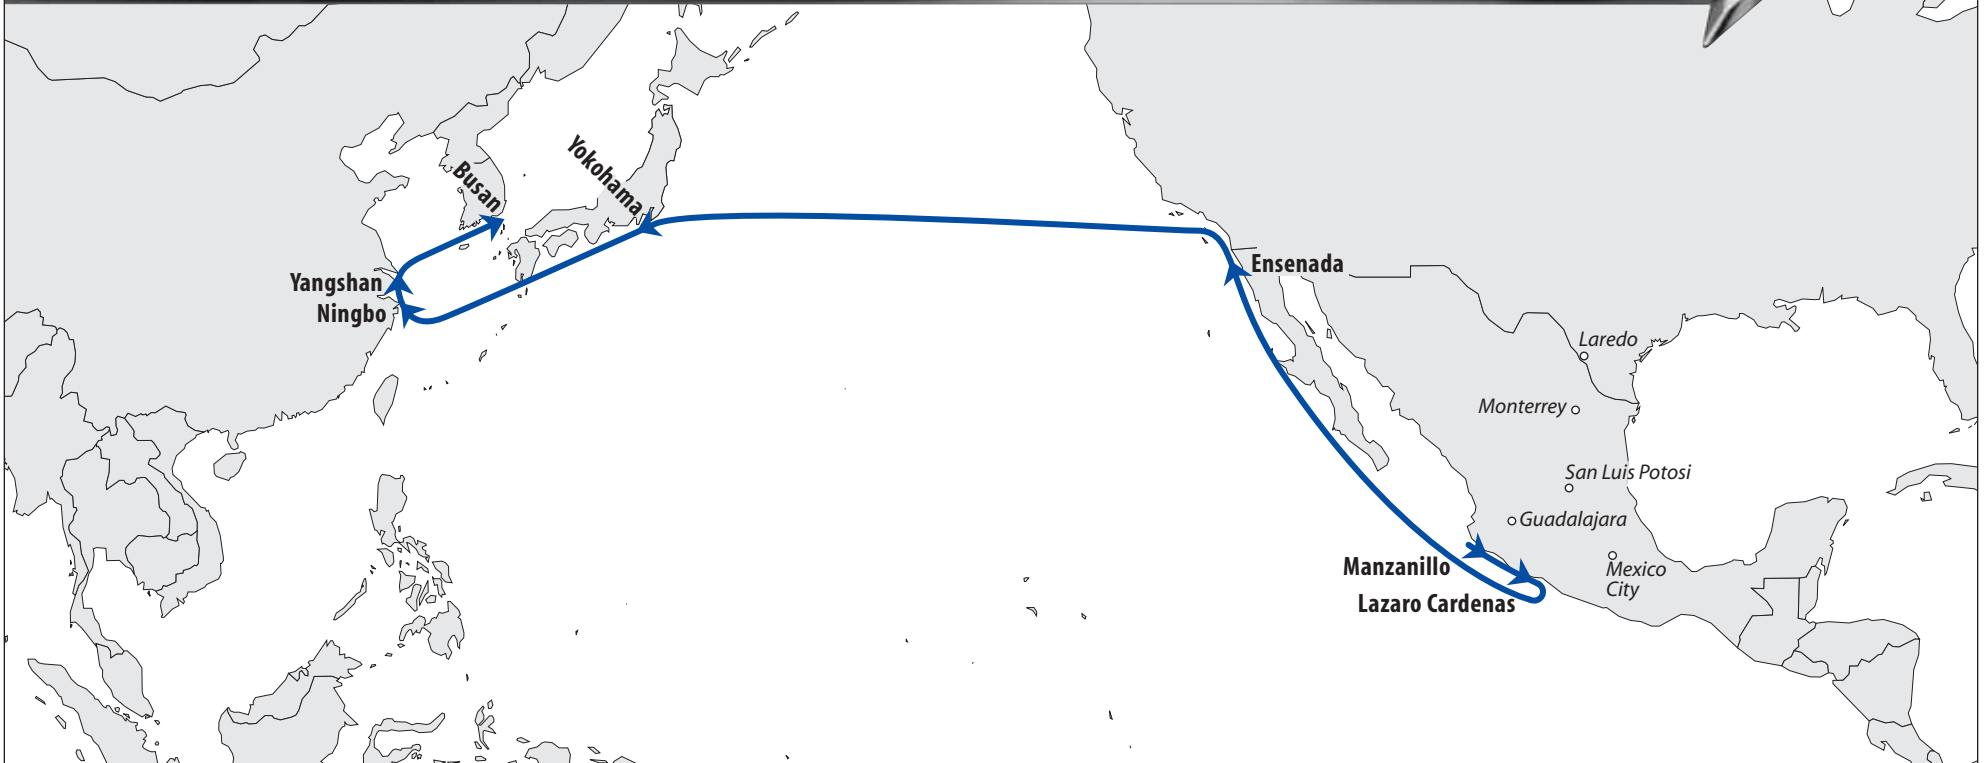 Yokohama
Busan
Yangshan
Ningbo
Ensenada
Laredo
Monterrey
San Luis Potosi
Guadalajara
Manzanillo
Mexico
City
Lazaro Cardenas